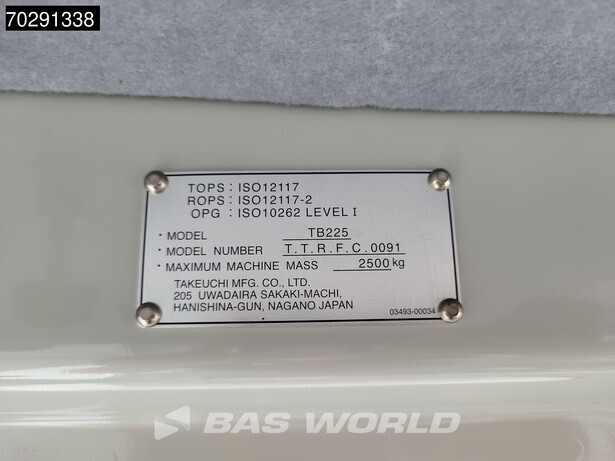 70291338
TOPS : ISO12117
ROPS : ISO12117-2
OPG : ISO10262 LEVEL I
· MODEL TB225
· MODEL NUMBER T.T.R.F.C.0091
· MAXIMUM MACHINE MASS 2500 kg
TAKEUCHI MFG. CO., LTD.
205 UWADAIRA SAKAKI-MACHI,
HANISHINA-GUN, NAGANO JAPAN
03493-00034
BAS WORLD